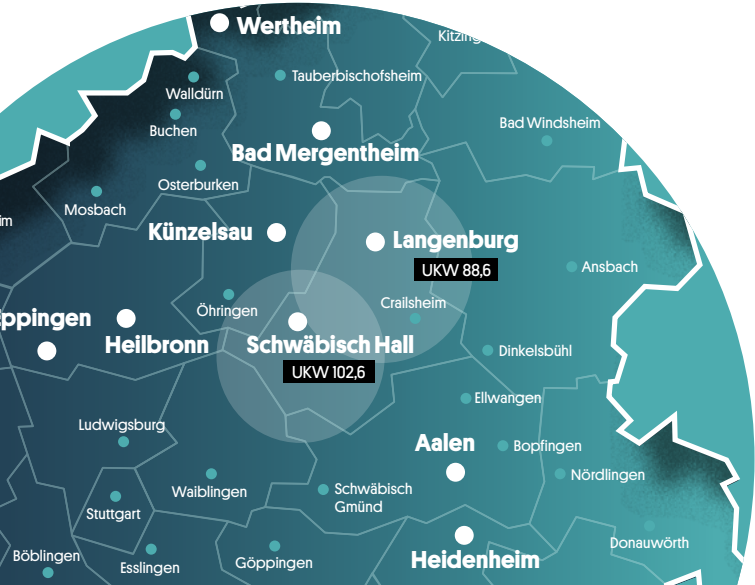 Wertheim
Kitzing
Tauberbischofsheim
Walldürn
Buchen
Bad Windsheim
Bad Mergentheim
Osterburken
Mosbach
im
Künzelsau
Langenburg
UKW 88,6
Ansbach
Crailsheim
Öhringen
ppingen
Heilbronn
Schwäbisch Hall
UKW 102,6
Dinkelsbühl
Ellwangen
Ludwigsburg
Aalen
Bopfingen
Nördlingen
Waiblingen
Schwäbisch
Gmünd
Stuttgart
Donauwörth
Böblingen
Esslingen
Göppingen
Heidenheim